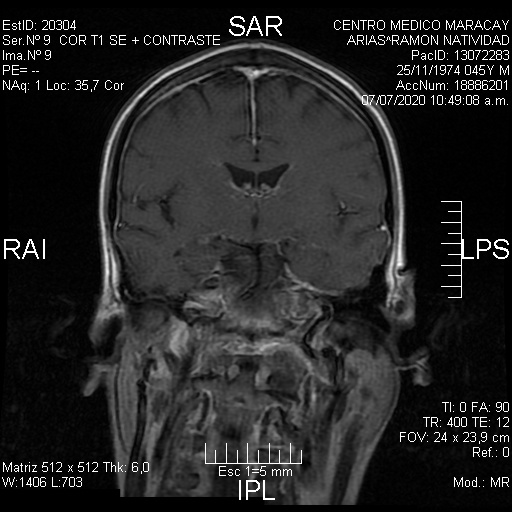 EstID: 20304
Ser.Nº 9 COR T1 SE + CONTRASTE
Ima.Nº 9
PE= --
NAq: 1 Loc: 35,7 Cor
SAR
CENTRO MEDICO MARACAY
ARIAS^RAMON NATIVIDAD
PacID: 13072283
25/11/1974 045Y M
AccNum: 18886201
07/07/2020 10:49:08 a.m.
RAI
LPS
TI: 0 FA: 90
TR: 400 TE: 12
FOV: 24 x 23,9 cm
Ref.: 0
Mod.: MR
Matriz 512 x 512 Thk: 6,0
W:1406 L:703
Esc 1=5 mm
IPL